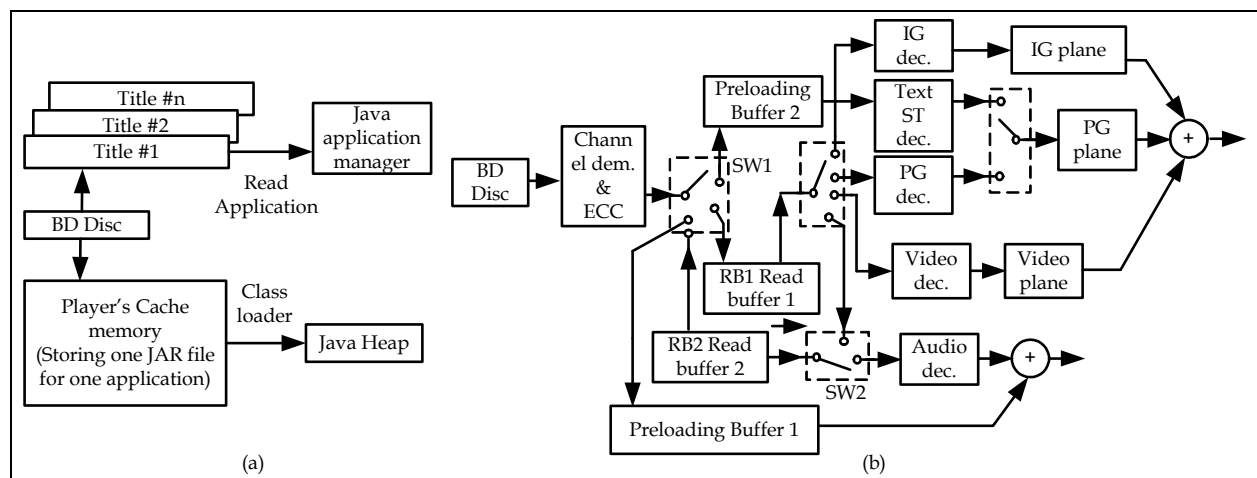 Title #n
Title #2
Title #1
Java
application
manager
Read
Application
BD Disc
Player's Cache
memory
(Storing one JAR file
for one application)
Class
loader
Java Heap
(a)
BD
Disc
Chann
el dem.
&
ECC
SW1
Preloading
Buffer 2
RB1 Read
buffer 1
RB2 Read
buffer 2
Preloading Buffer 1
IG
dec.
IG plane
Text
ST
dec.
PG
dec.
PG
plane
+
Video
dec.
Video
plane
SW2
Audio
dec.
+
(b)